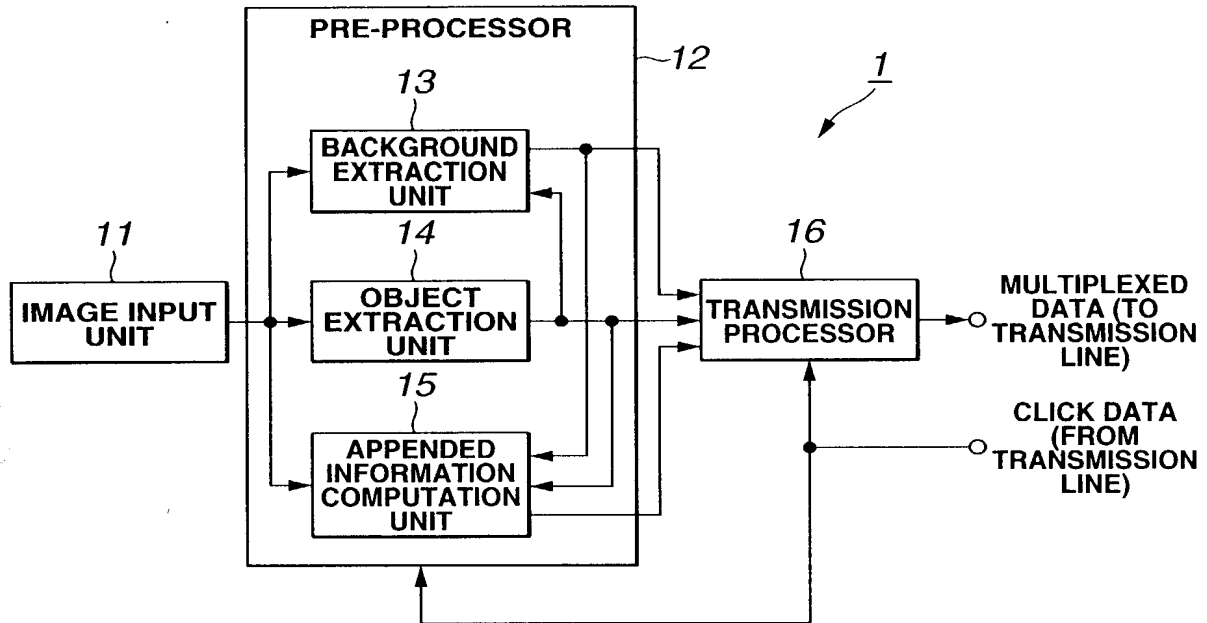 PRE-PROCESSOR
12
1
13
BACKGROUND
EXTRACTION
UNIT
11
IMAGE INPUT
UNIT
14
OBJECT
EXTRACTION
UNIT
16
TRANSMISSION
PROCESSOR
MULTIPLEXED
DATA (TO
TRANSMISSION
LINE)
15
APPENDED
INFORMATION
COMPUTATION
UNIT
CLICK DATA
(FROM
TRANSMISSION
LINE)